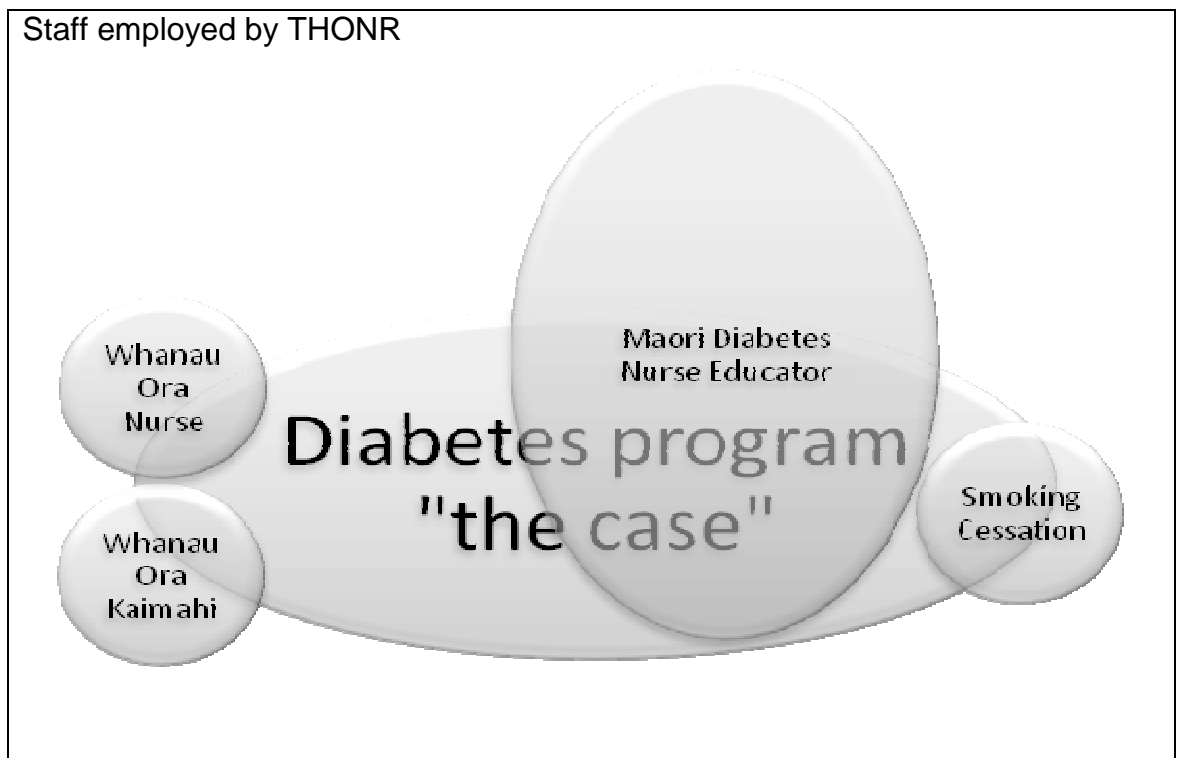 Staff employed by THONR
Maori Diabetes
Nurse Educator
Whanau
Ora
Nurse
Diabetes program
"the case"
Smoking
Cessation
Whanau
Ora
Kaimahi